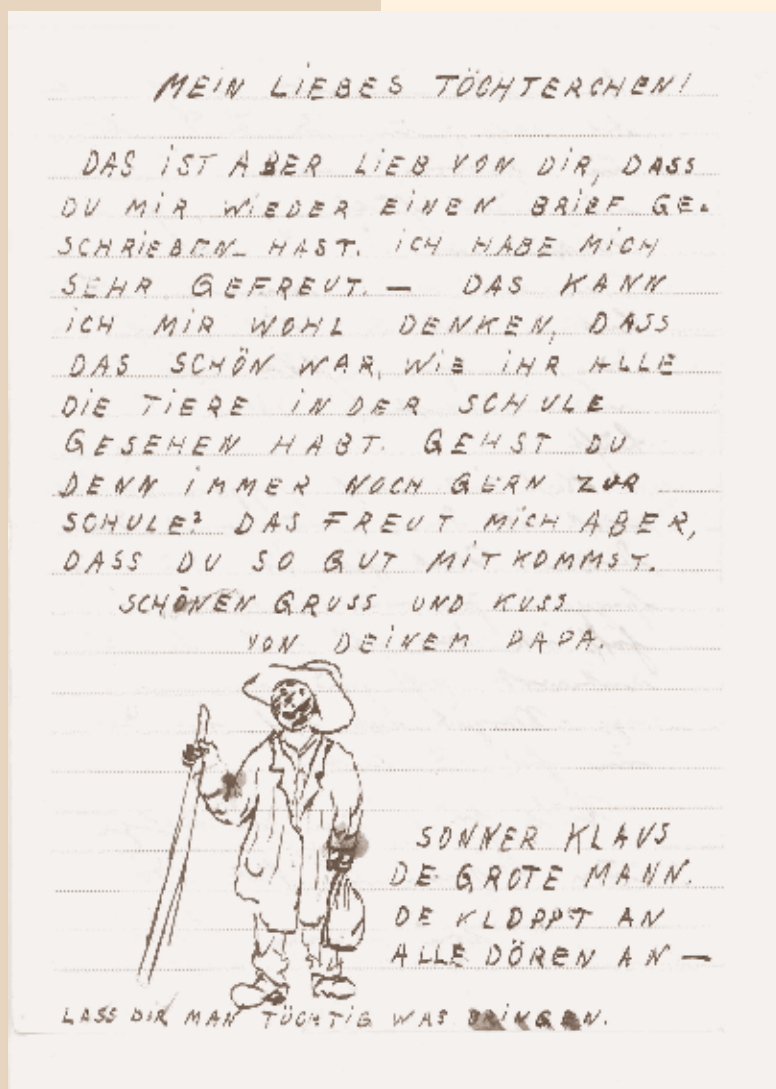 MEIN LIEBES TÖCHTERCHEN!
DAS IST ABER LIEB VON DIR, DASS
DU MIR WIEDER EINEN BRIEF GE-
SCHRIEBEN HAST. ICH HABE MICH
SEHR GEFREUT. — DAS KANN
ICH MIR WOHL DENKEN, DASS
DAS SCHÖN WAR, WIE IHR ALLE
DIE TIERE IN DER SCHULE
GESEHEN HABT. GEHST DU
DENN IMMER NOCH GERN ZUR
SCHULE? DAS FREUT MICH ABER,
DASS DU SO GUT MITKOMMST.
SCHÖNEN GRUSS UND KUSS
VON DEINEM PAPA.
SÜNNER KLAUS
DE GROTE MANN.
DE KLOPPT AN
ALLE DÖREN AN —
LASS DIR MAN TÜCHTIG WAS BRINGEN.